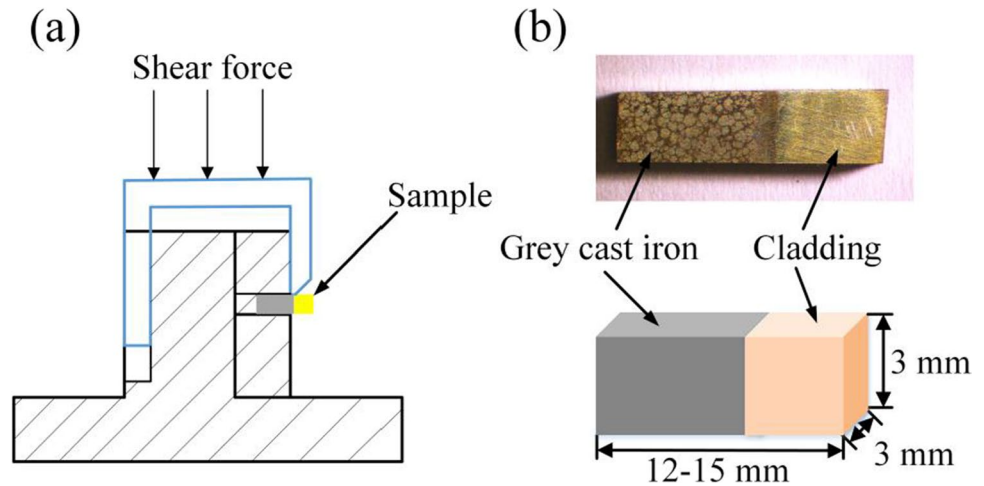 (a)
Shear force
Sample
(b)
Grey cast iron
Cladding
3 mm
3 mm
12-15 mm